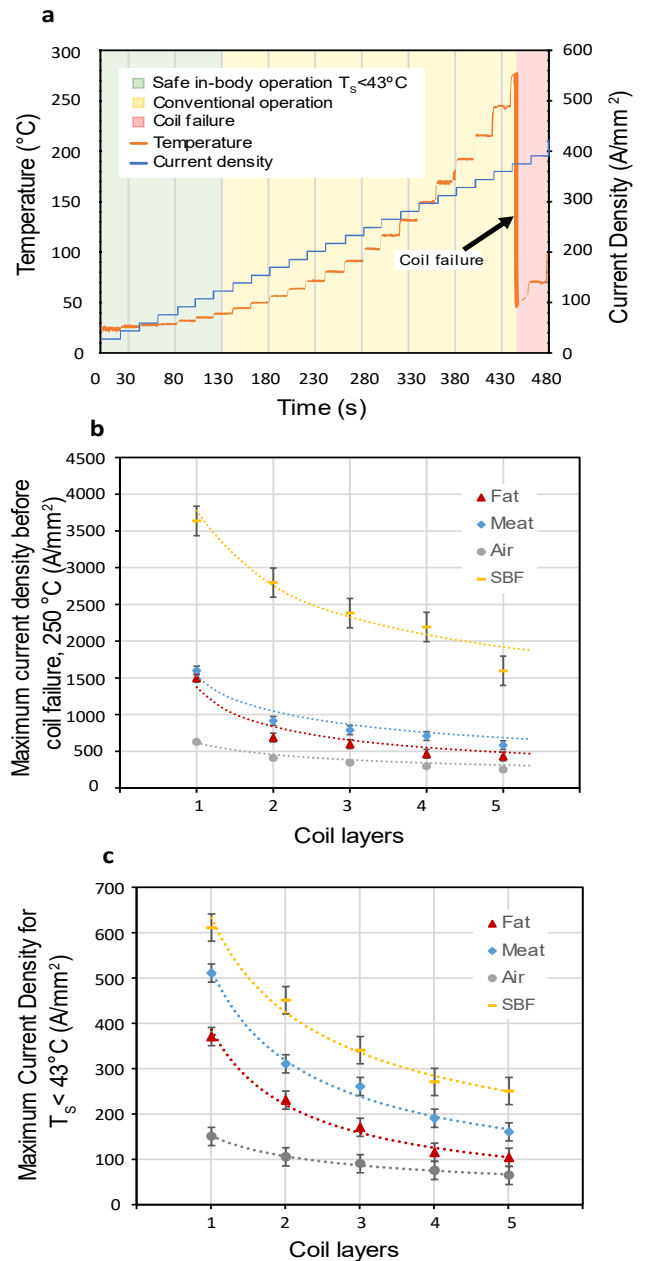 a
300
250
200
150
100
50
0
Temperature (°C)
Safe in-body operation Tₛ<43ºC
Conventional operation
Coil failure
Temperature
Current density
Coil failure
600
500
400
300
200
100
0
Current Density (A/mm²)
0 30 80 130 180 230 280 330 380 430 480
Time (s)
b
4500
4000
3500
3000
2500
2000
1500
1000
500
0
Maximum current density before
coil failure, 250 °C (A/mm²)
Fat
Meat
Air
SBF
1 2 3 4 5
Coil layers
c
700
600
500
400
300
200
100
0
Maximum Current Density for
Tₛ < 43°C (A/mm²)
Fat
Meat
Air
SBF
1 2 3 4 5
Coil layers